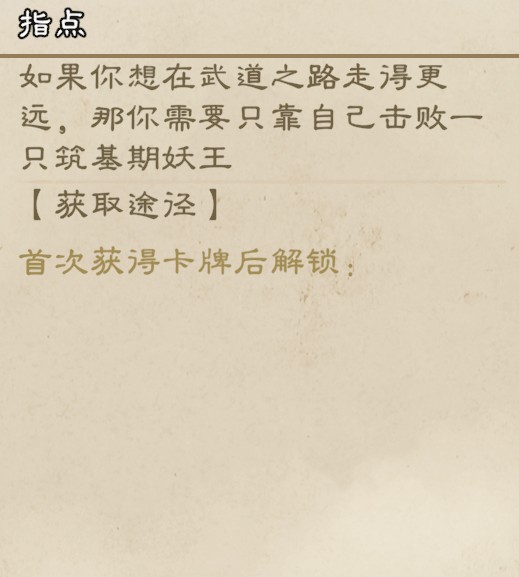 指点
如果你想在武道之路走得更
远，那你需要只靠自己击败一
只筑基期妖王
【获取途径】
首次获得卡牌后解锁：